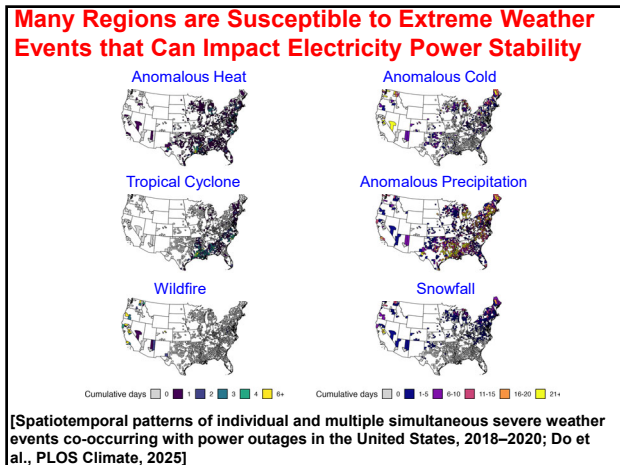 Many Regions are Susceptible to Extreme Weather
Events that Can Impact Electricity Power Stability
Anomalous Heat
Anomalous Cold
Tropical Cyclone
Anomalous Precipitation
Wildfire
Snowfall
Cumulative days 0 1 2 3 4 6+
Cumulative days 0 1-5 6-10 11-15 16-20 21+
[Spatiotemporal patterns of individual and multiple simultaneous severe weather
events co-occurring with power outages in the United States, 2018–2020; Do et
al., PLOS Climate, 2025]